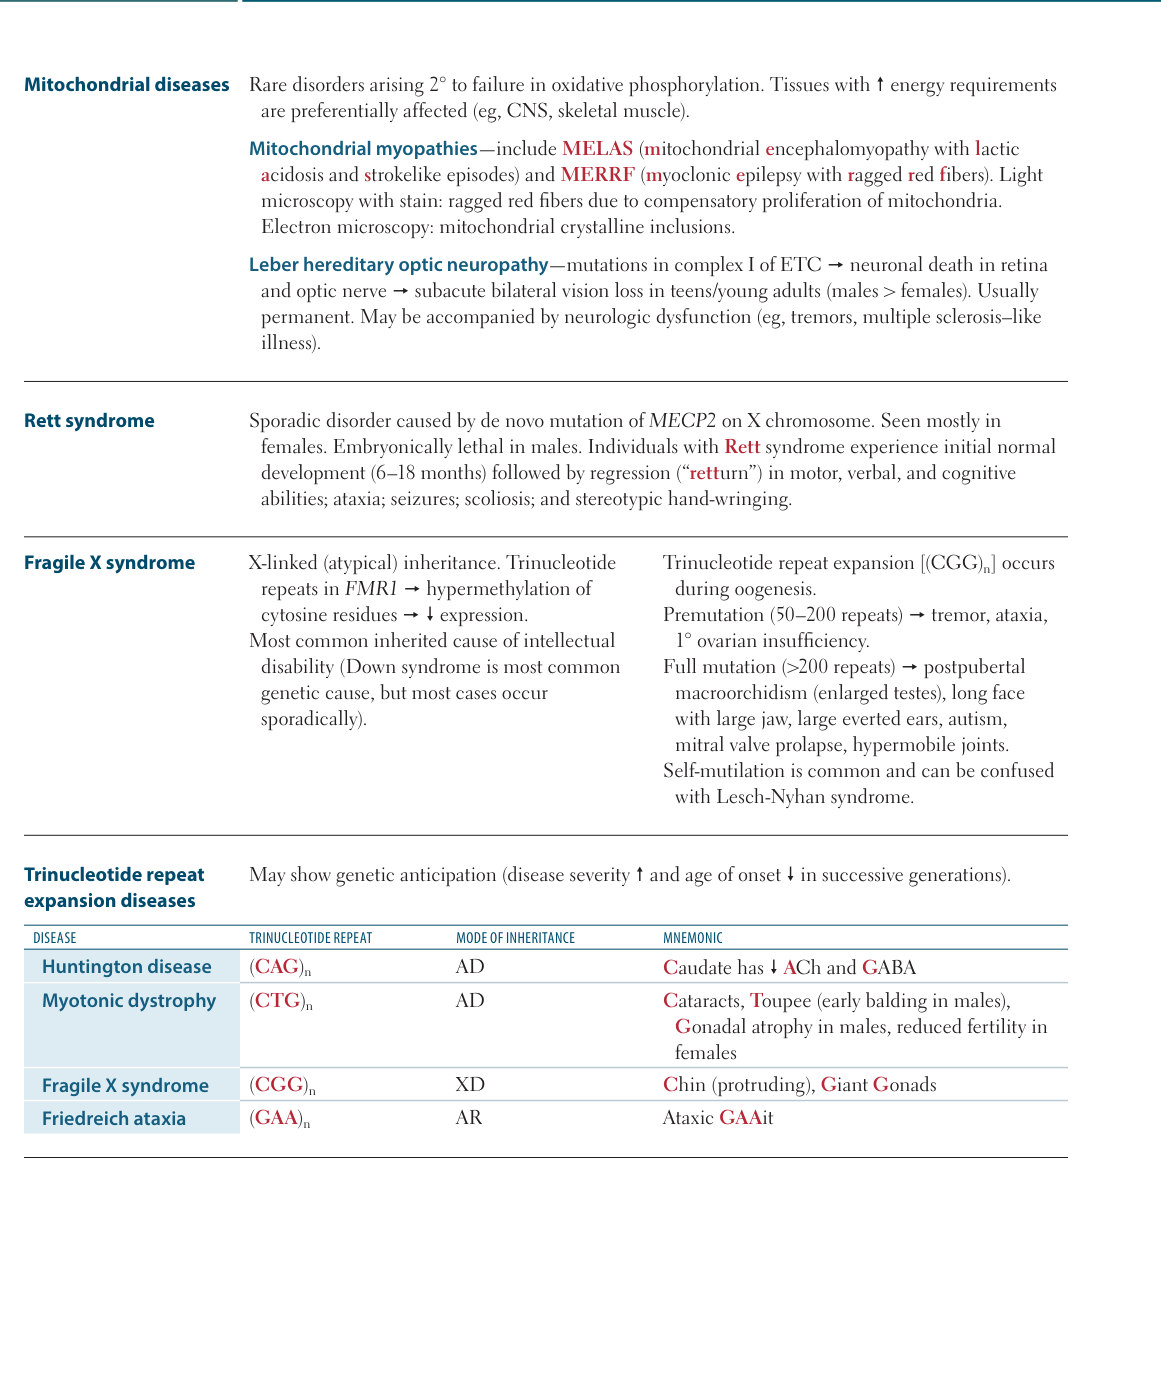 Mitochondrial diseases
Rare disorders arising 2° to failure in oxidative phosphorylation. Tissues with ↑ energy requirements
are preferentially affected (eg, CNS, skeletal muscle).
Mitochondrial myopathies—include MELAS (mitochondrial encephalomyopathy with lactic
acidosis and strokelike episodes) and MERRF (myoclonic epilepsy with ragged red fibers). Light
microscopy with stain: ragged red fibers due to compensatory proliferation of mitochondria.
Electron microscopy: mitochondrial crystalline inclusions.
Leber hereditary optic neuropathy—mutations in complex I of ETC → neuronal death in retina
and optic nerve → subacute bilateral vision loss in teens/young adults (males > females). Usually
permanent. May be accompanied by neurologic dysfunction (eg, tremors, multiple sclerosis–like
illness).
Rett syndrome
Sporadic disorder caused by de novo mutation of MECP2 on X chromosome. Seen mostly in
females. Embryonically lethal in males. Individuals with Rett syndrome experience initial normal
development (6–18 months) followed by regression (“retturn”) in motor, verbal, and cognitive
abilities; ataxia; seizures; scoliosis; and stereotypic hand-wringing.
Fragile X syndrome
X-linked (atypical) inheritance. Trinucleotide
repeats in FMR1 → hypermethylation of
cytosine residues → ↓ expression.
Most common inherited cause of intellectual
disability (Down syndrome is most common
genetic cause, but most cases occur
sporadically).
Trinucleotide repeat expansion [(CGG)n] occurs
during oogenesis.
Premutation (50–200 repeats) → tremor, ataxia,
1° ovarian insufficiency.
Full mutation (>200 repeats) → postpubertal
macroorchidism (enlarged testes), long face
with large jaw, large everted ears, autism,
mitral valve prolapse, hypermobile joints.
Self-mutilation is common and can be confused
with Lesch-Nyhan syndrome.
Trinucleotide repeat
expansion diseases
May show genetic anticipation (disease severity ↑ and age of onset ↓ in successive generations).
DISEASE TRINUCLEOTIDE REPEAT MODE OF INHERITANCE MNEMONIC
Huntington disease (CAG)n AD Caudate has ↓ ACh and GABA
Myotonic dystrophy (CTG)n AD Cataracts, Toupee (early balding in males),
Gonadal atrophy in males, reduced fertility in
females
Fragile X syndrome (CGG)n XD Chin (protruding), Giant Gonads
Friedreich ataxia (GAA)n AR Ataxic GAAit